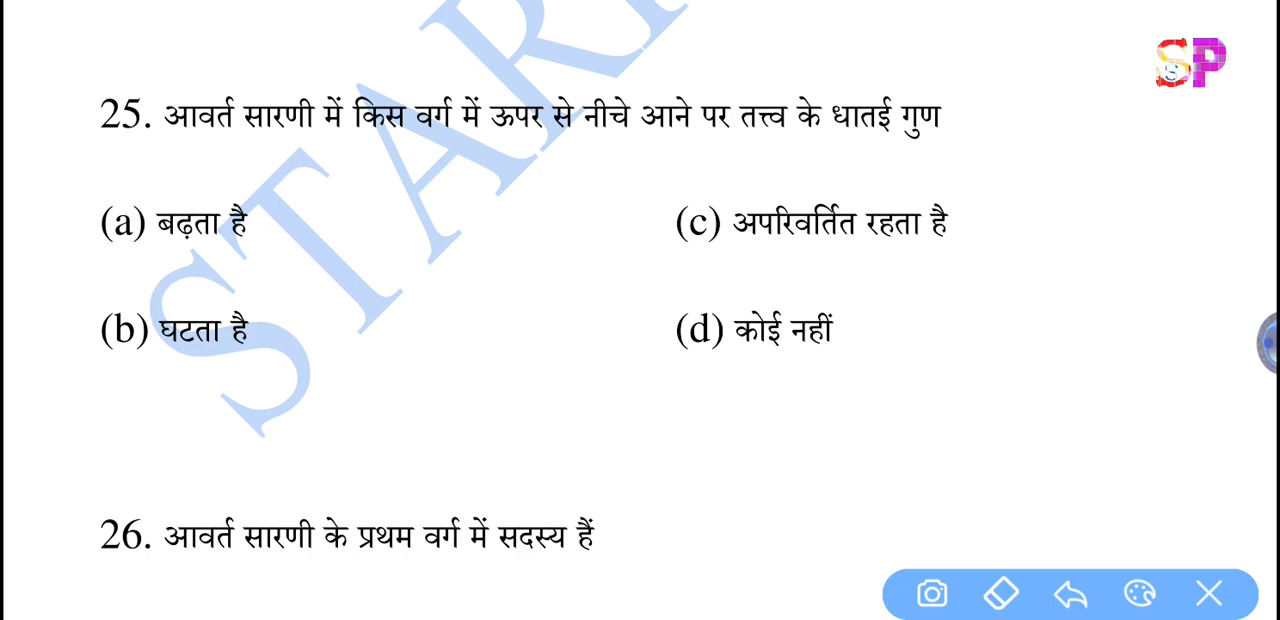 SP
25. आवर्त सारणी में किस वर्ग में ऊपर से नीचे आने पर तत्त्व के धातई गुण
(a) बढ़ता है
(c) अपरिवर्तित रहता है
(b) घटता है
(d) कोई नहीं
26. आवर्त सारणी के प्रथम वर्ग में सदस्य हैं